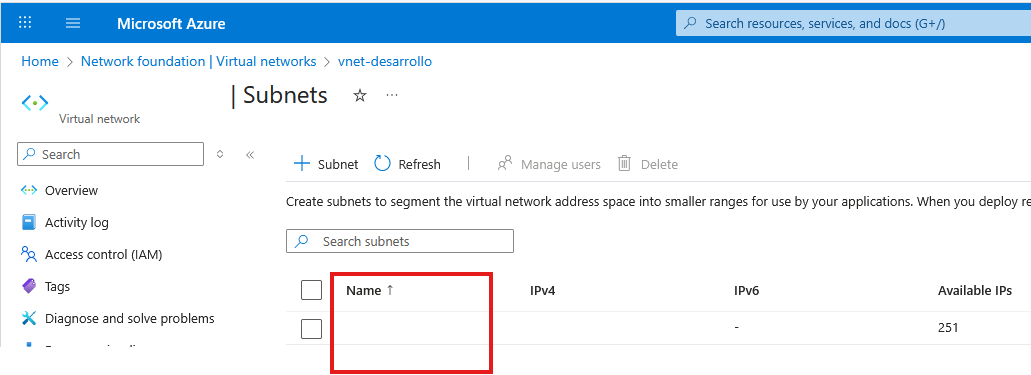 Microsoft Azure
Search resources, services, and docs (G+/)
Home > Network foundation | Virtual networks > vnet-desarrollo
| Subnets
Virtual network
Search
Subnet Refresh | Manage users Delete
Overview
Create subnets to segment the virtual network address space into smaller ranges for use by your applications. When you deploy re
Activity log
Search subnets
Access control (IAM)
Tags
Name ↑ IPv4 IPv6 Available IPs
Diagnose and solve problems
- 251